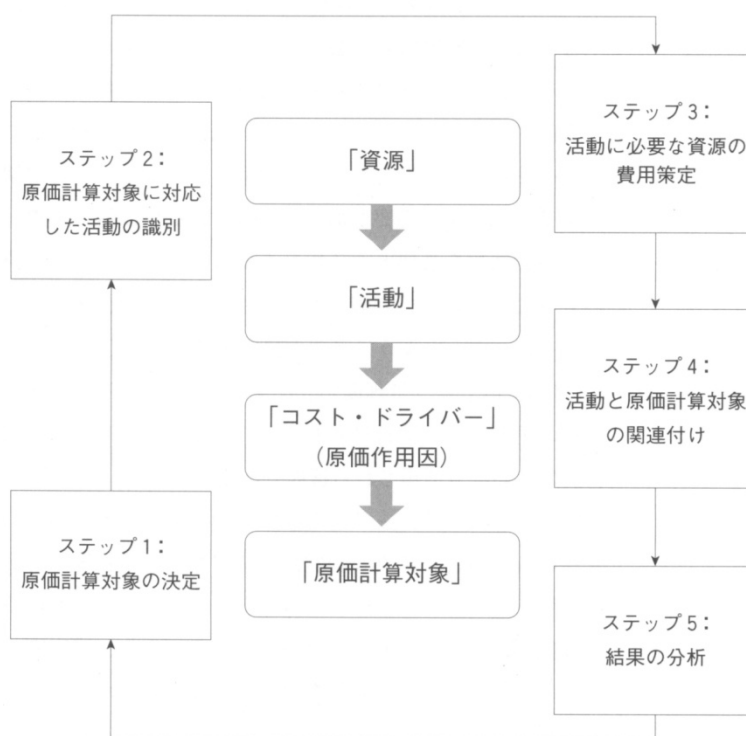 ステップ1：
原価計算対象の決定
ステップ2：
原価計算対象に対応
した活動の識別
ステップ3：
活動に必要な資源の
費用策定
ステップ4：
活動と原価計算対象
の関連付け
ステップ5：
結果の分析
「資源」
「活動」
「コスト・ドライバー」
（原価作用因）
「原価計算対象」